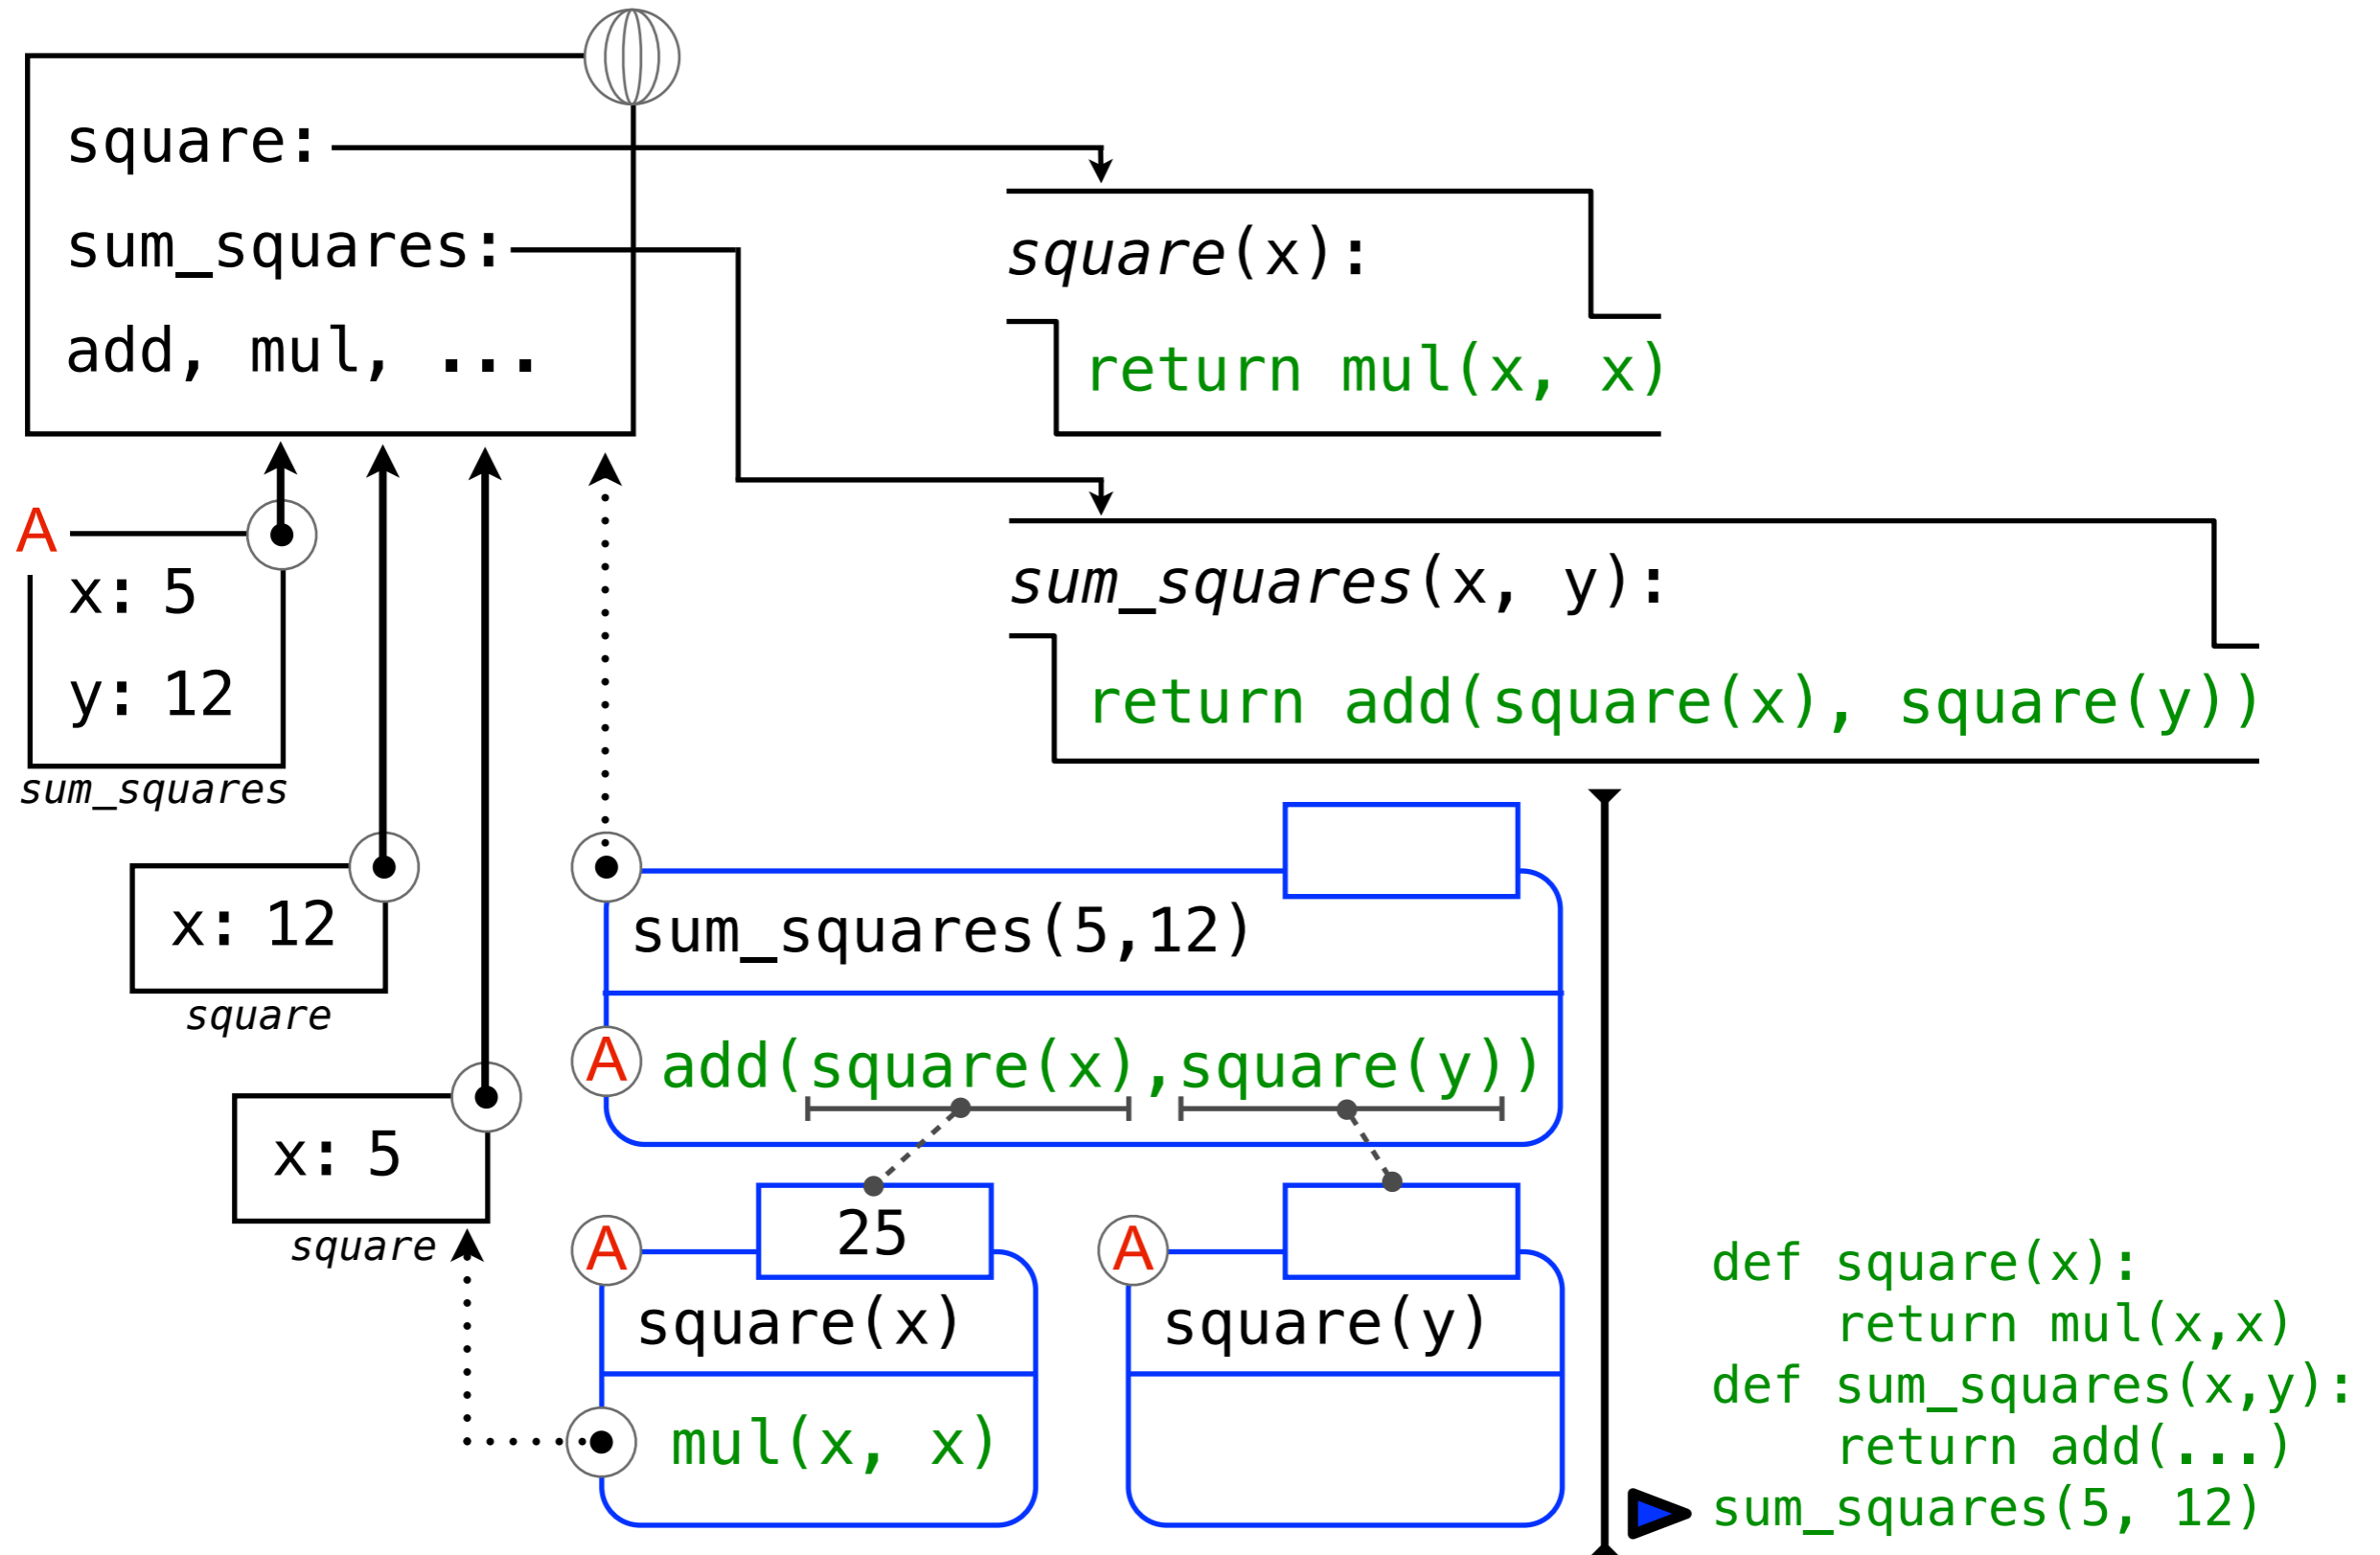 square:
sum_squares:
add, mul, ...
square(x):
return mul(x, x)
sum_squares(x, y):
return add(square(x), square(y))
A
x: 5
y: 12
sum_squares
x: 12
square
x: 5
square
sum_squares(5,12)
A
add(square(x),square(y))
A
25
square(x)
mul(x, x)
A
square(y)
def square(x):
    return mul(x,x)
def sum_squares(x,y):
    return add(...)
sum_squares(5, 12)